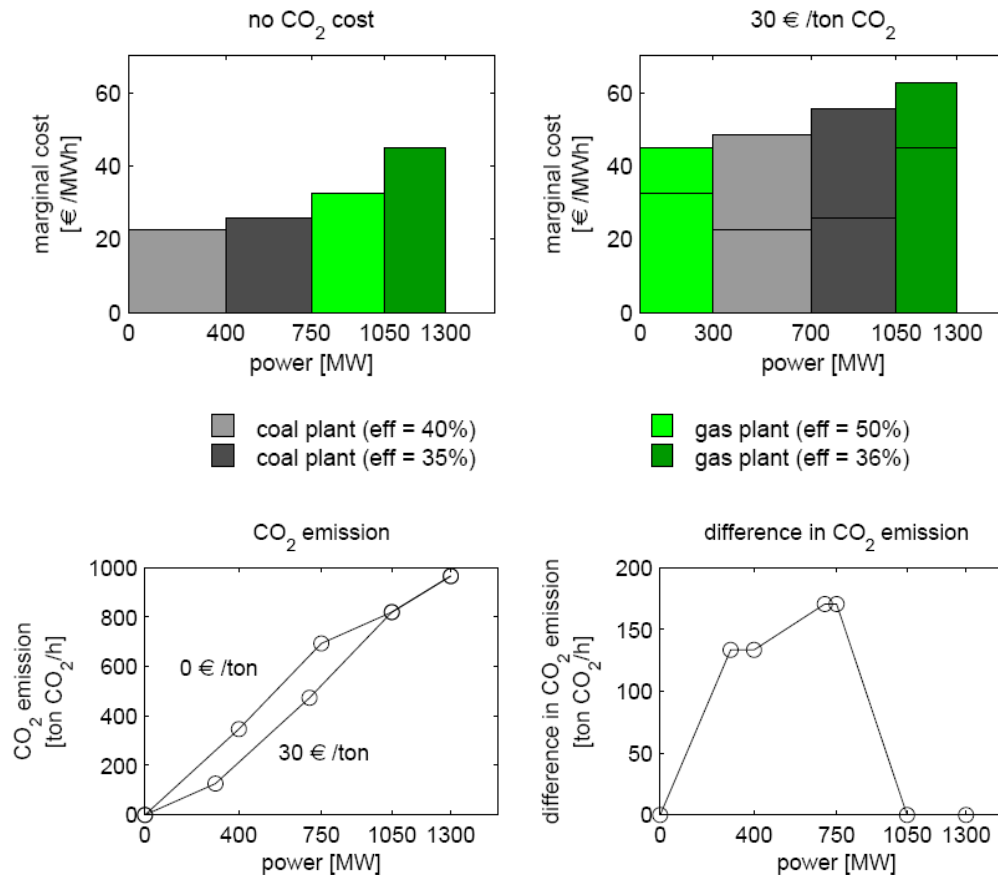 no CO2 cost
marginal cost
[€ /MWh]
60
40
20
0
0 400 750 1050 1300
power [MW]
30 € /ton CO2
marginal cost
[€ /MWh]
60
40
20
0
0 300 700 1050 1300
power [MW]
coal plant (eff = 40%)
coal plant (eff = 35%)
gas plant (eff = 50%)
gas plant (eff = 36%)
CO2 emission
CO2 emission
[ton CO2/h]
1000
800
600
400
200
0
0 € /ton
30 € /ton
0 400 750 1050 1300
power [MW]
difference in CO2 emission
difference in CO2 emission
[ton CO2/h]
200
150
100
50
0
0 400 750 1050 1300
power [MW]